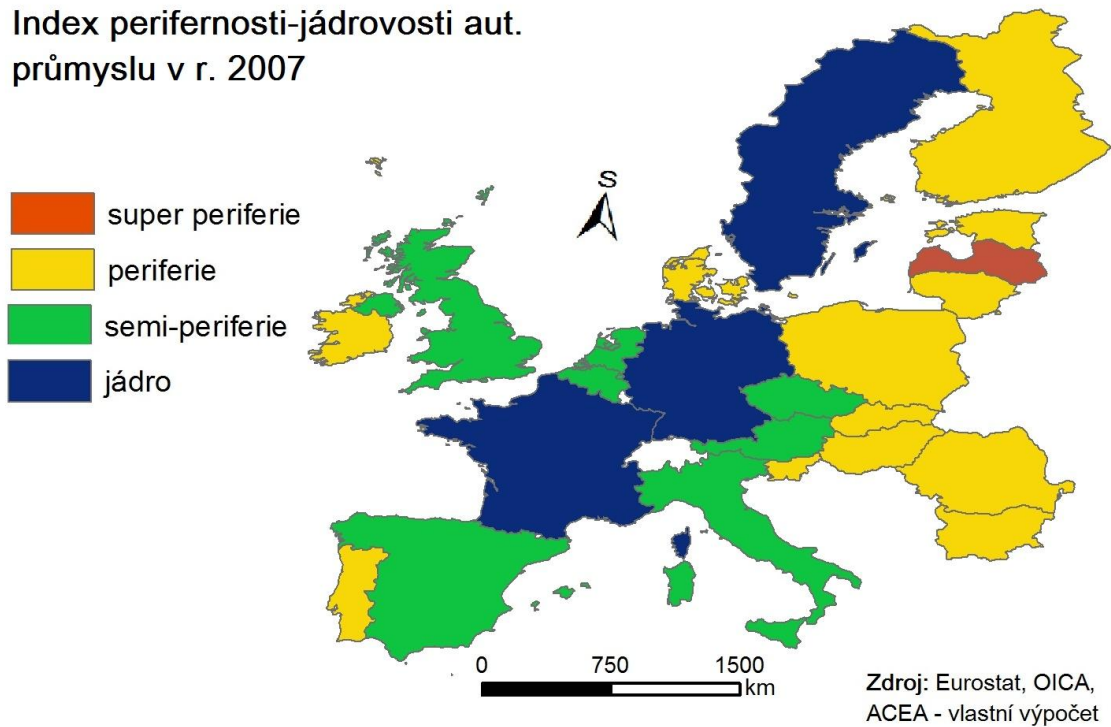 Index perifernosti-jádrovosti aut.
průmyslu v r. 2007
super periferie
periferie
semi-periferie
jádro
S
0 750 1500
km
Zdroj: Eurostat, OICA,
ACEA - vlastní výpočet